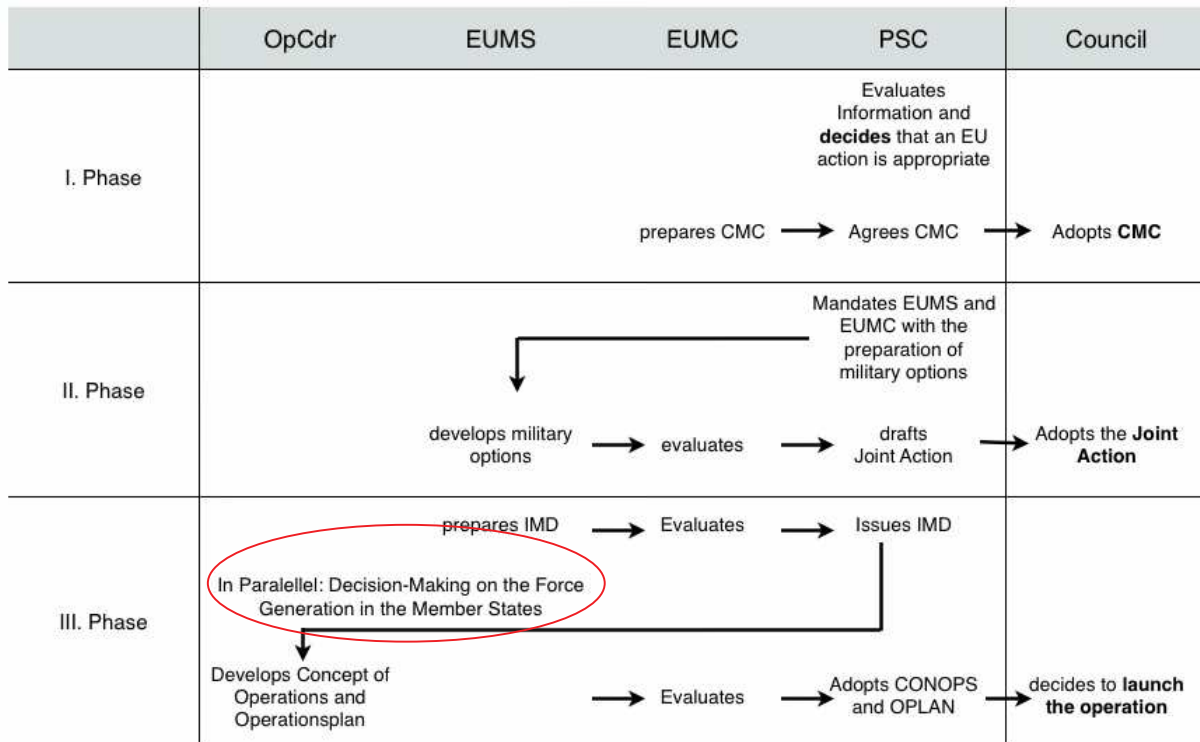 OpCdr EUMS EUMC PSC Council
I. Phase
Evaluates
Information and
decides that an EU
action is appropriate
prepares CMC Agrees CMC Adopts CMC
II. Phase
Mandates EUMS and
EUMC with the
preparation of
military options
develops military
options
evaluates
drafts
Joint Action
Adopts the Joint
Action
III. Phase
prepares IMD Evaluates Issues IMD
In Paralellel: Decision-Making on the Force
Generation in the Member States
Develops Concept of
Operations and
Operationsplan
Evaluates
Adopts CONOPS
and OPLAN
decides to launch
the operation